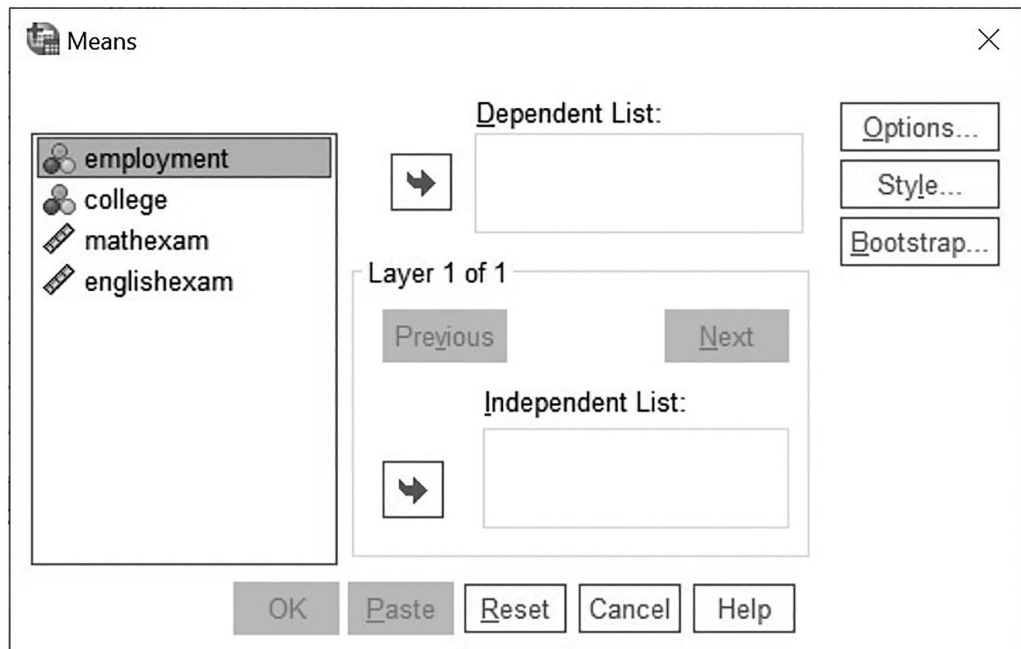 Means
employment
college
mathexam
englishexam
Dependent List:
Layer 1 of 1
Previous
Next
Independent List:
Options...
Style...
Bootstrap...
OK
Paste
Reset
Cancel
Help